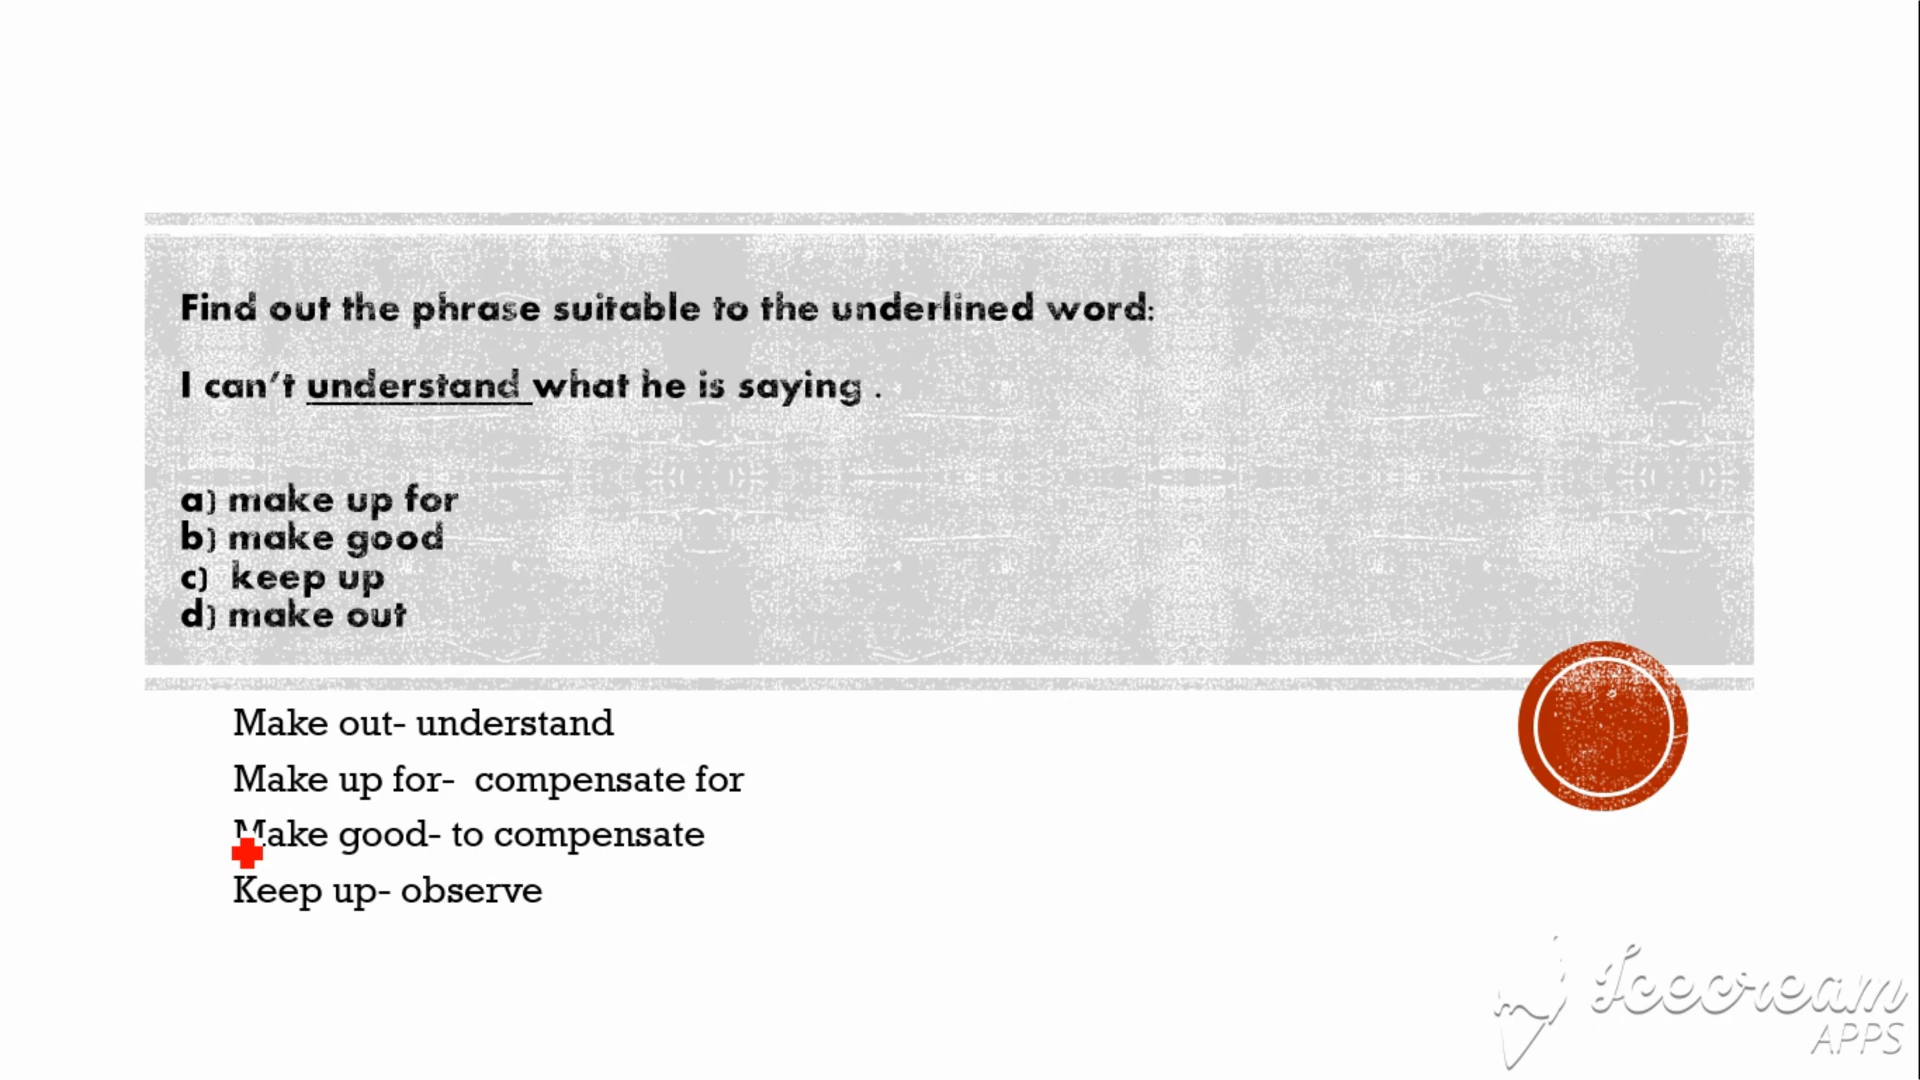 Find out the phrase suitable to the underlined word:
I can't understand what he is saying .
a) make up for
b) make good
c) keep up
d) make out
Make out- understand
Make up for- compensate for
Make good- to compensate
Keep up- observe
Icecream
APPS